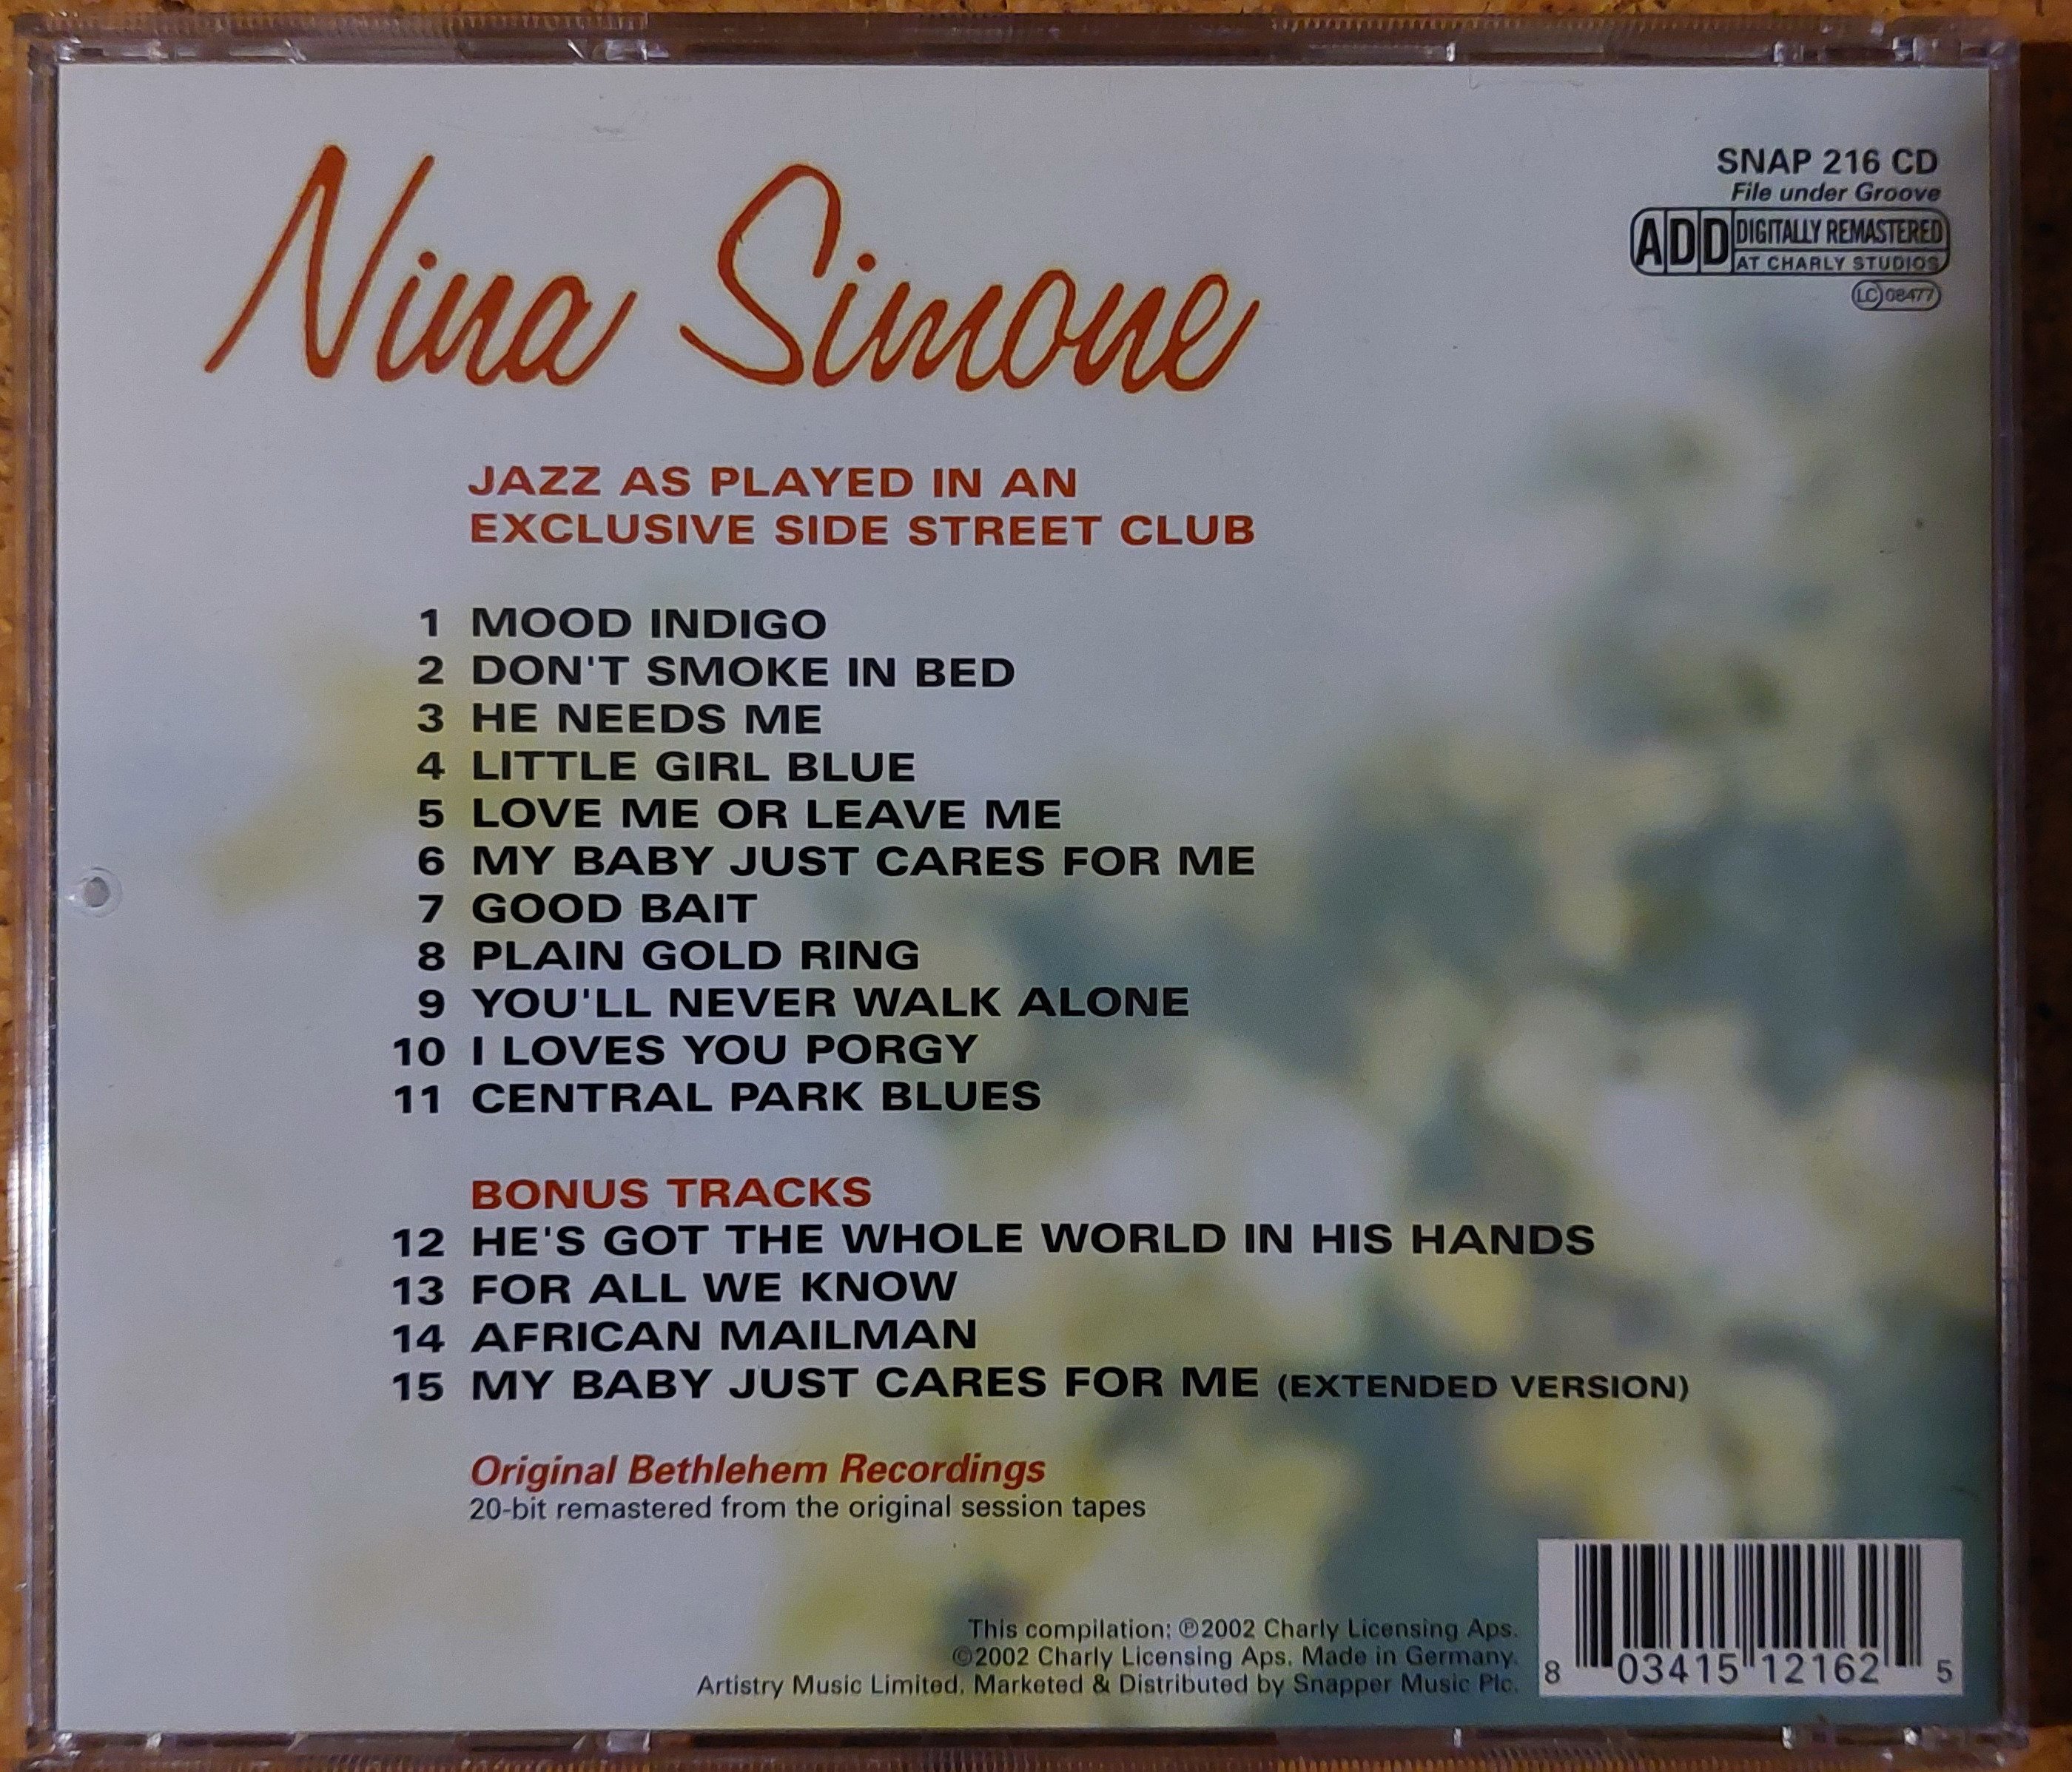 Nina Simone
SNAP 216 CD
File under Groove
ADD DIGITALLY REMASTERED
AT CHARLY STUDIOS
LC 08477
JAZZ AS PLAYED IN AN
EXCLUSIVE SIDE STREET CLUB
1 MOOD INDIGO
2 DON'T SMOKE IN BED
3 HE NEEDS ME
4 LITTLE GIRL BLUE
5 LOVE ME OR LEAVE ME
6 MY BABY JUST CARES FOR ME
7 GOOD BAIT
8 PLAIN GOLD RING
9 YOU'LL NEVER WALK ALONE
10 I LOVES YOU PORGY
11 CENTRAL PARK BLUES
BONUS TRACKS
12 HE'S GOT THE WHOLE WORLD IN HIS HANDS
13 FOR ALL WE KNOW
14 AFRICAN MAILMAN
15 MY BABY JUST CARES FOR ME (EXTENDED VERSION)
Original Bethlehem Recordings
20-bit remastered from the original session tapes
This compilation: ℗2002 Charly Licensing Aps.
©2002 Charly Licensing Aps. Made in Germany.
Artistry Music Limited. Marketed & Distributed by Snapper Music Plc.
8 03415 12162 5